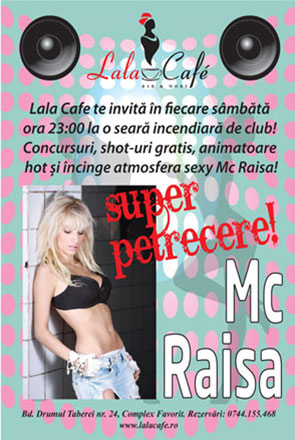 Lala Café
BAR & MORE
Lala Cafe te invită în fiecare sâmbătă
ora 23:00 la o seară incendiară de club!
Concursuri, shot-uri gratis, animatoare
hot și încinge atmosfera sexy Mc Raisa!
super
petrecere!
Mc
Raisa
Bd. Drumul Taberei nr. 24, Complex Favorit. Rezervări: 0744.155.468
www.lalacafe.ro